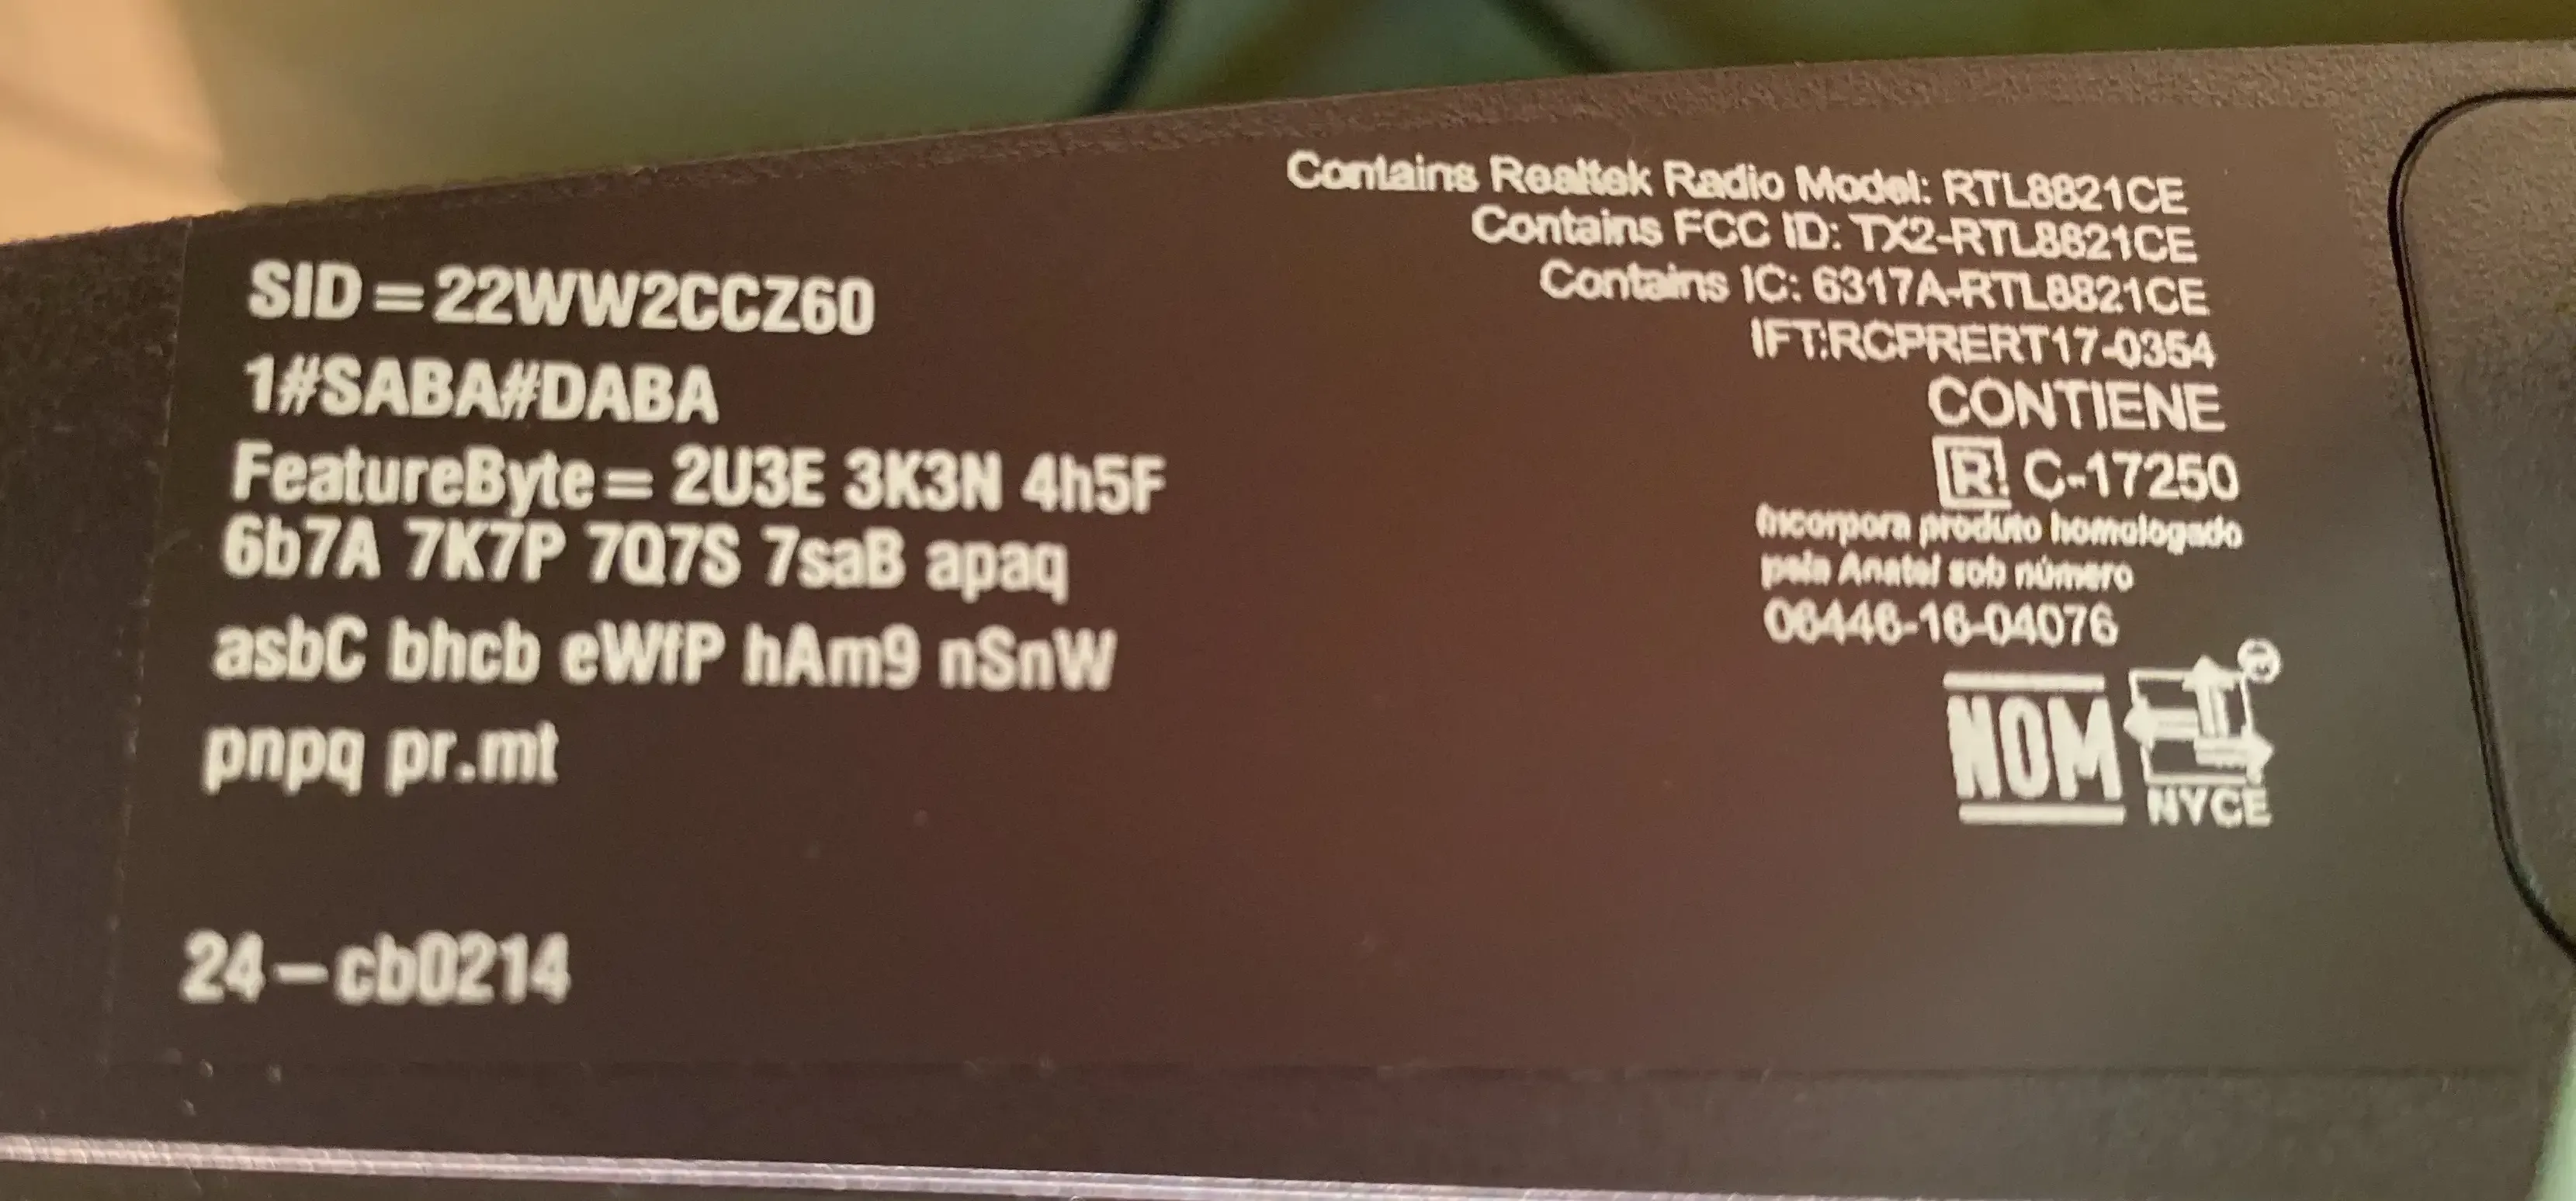 SID=22WW2CCZ60
1#SABA#DABA
FeatureByte= 2U3E 3K3N 4h5F
6b7A 7K7P 7Q7S 7saB apaq
asbC bhcb eWfP hAm9 nSnW
pnpq pr.mt
24-cb0214
Contains Realtek Radio Model: RTL8821CE
Contains FCC ID: TX2-RTL8821CE
Contains IC: 6317A-RTL8821CE
IFT:RCPRERT17-0354
CONTIENE
R! C-17250
Incorpora produto homologado
pela Anatel sob número
06446-16-04076
NOM
NYCE